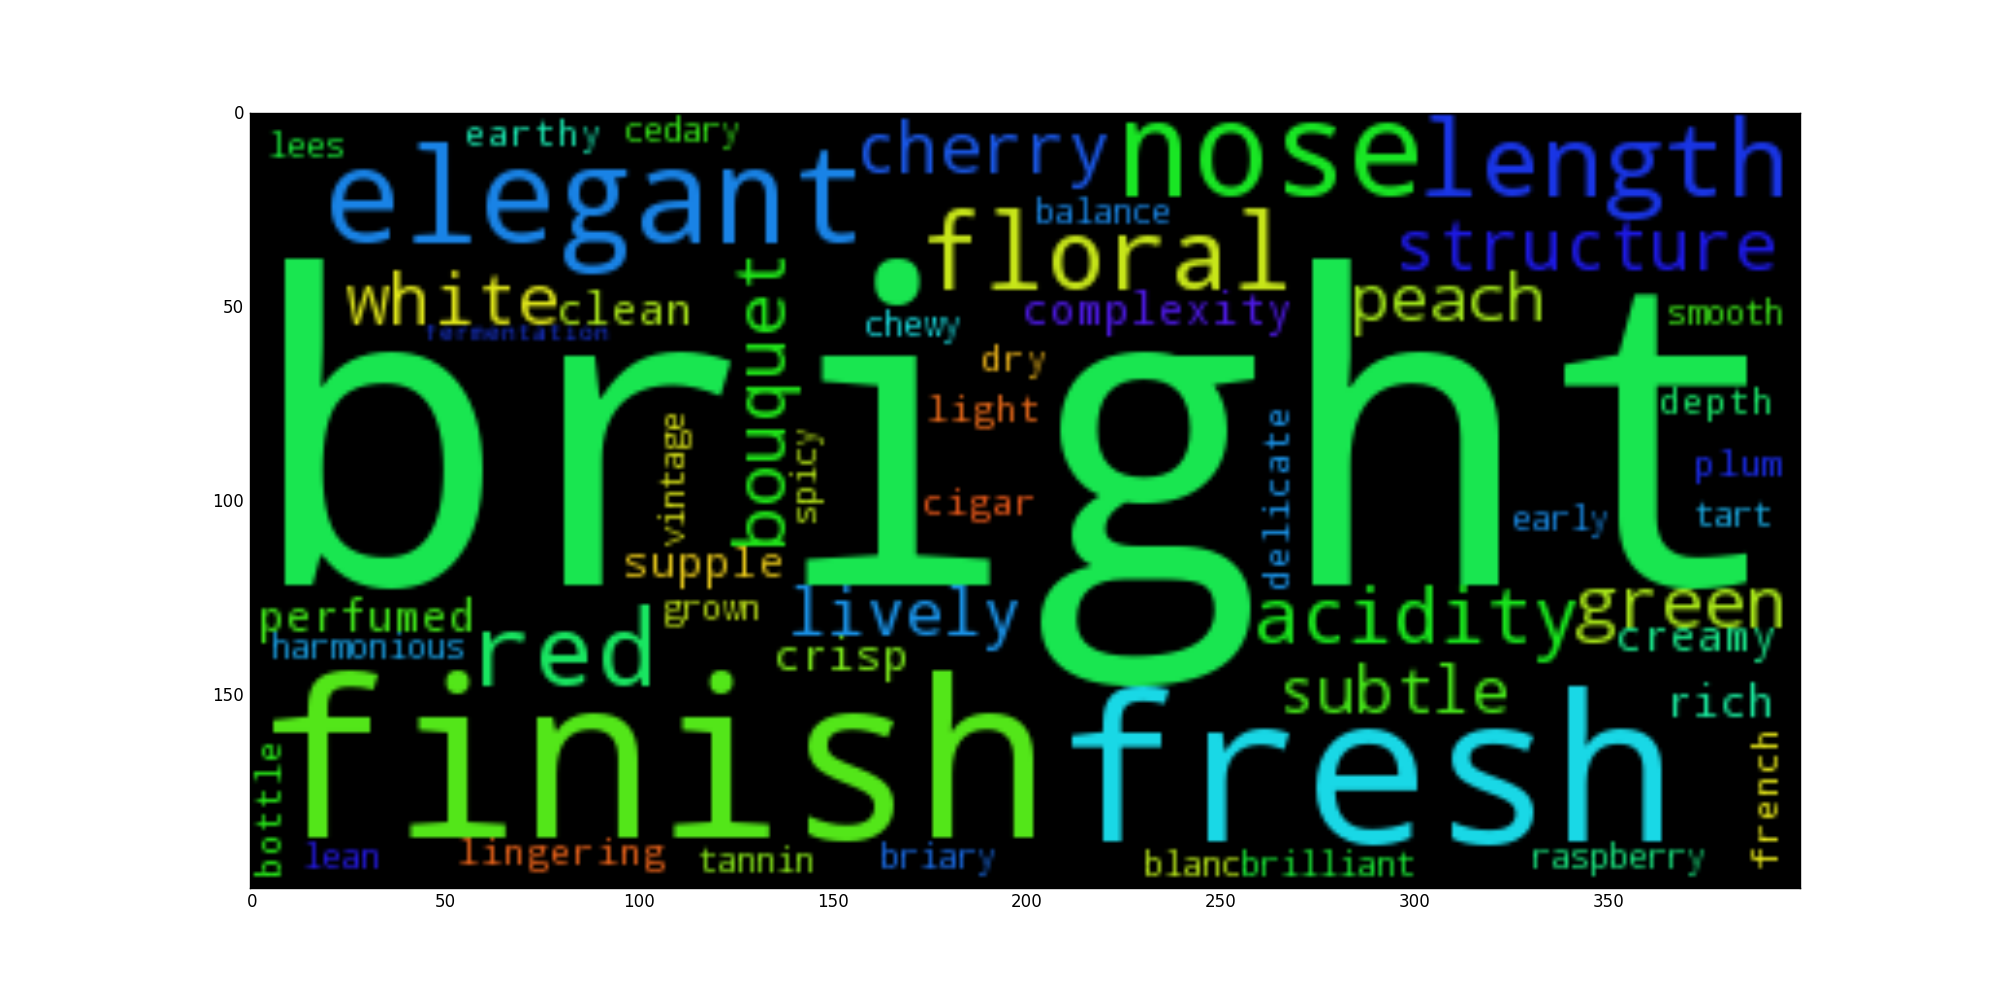 0
lees
earthy
cedary
cherry
nose
length
elegant
balance
floral
structure
white
clean
bouquet
complexity
peach
50
smooth
chewy
fermentation
bright
dry
light
depth
vintage
spicy
delicate
plum
100
cigar
early
tart
supple
perfumed
grown
lively
acidity
green
harmonious
red
crisp
creamy
150
finish
fresh
subtle
rich
bottle
french
lean
lingering
tannin
briary
blanc
brilliant
raspberry
0 50 100 150 200 250 300 350